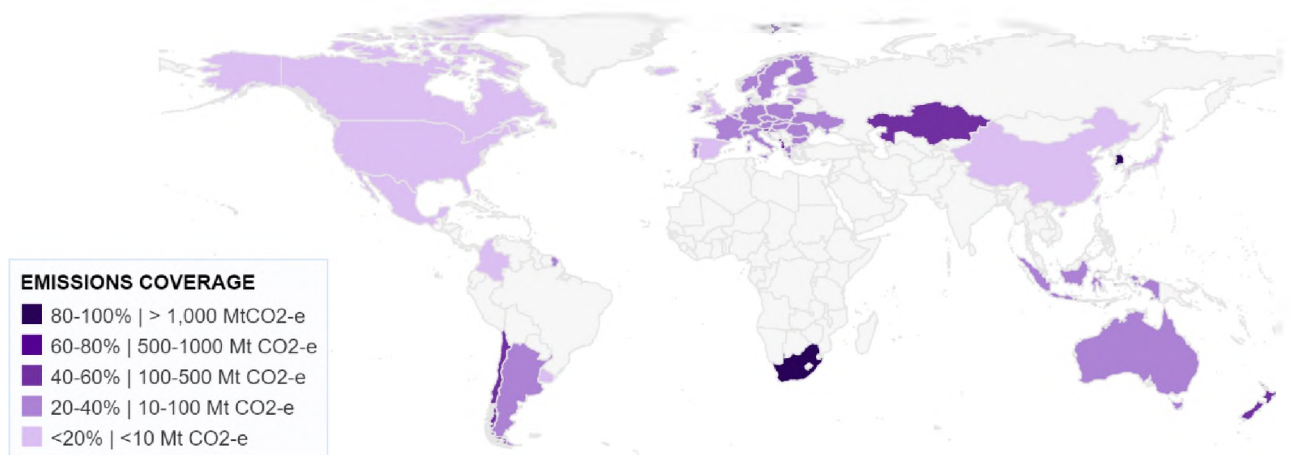 EMISSIONS COVERAGE
80-100% | > 1,000 MtCO2-e
60-80% | 500-1000 Mt CO2-e
40-60% | 100-500 Mt CO2-e
20-40% | 10-100 Mt CO2-e
<20% | <10 Mt CO2-e